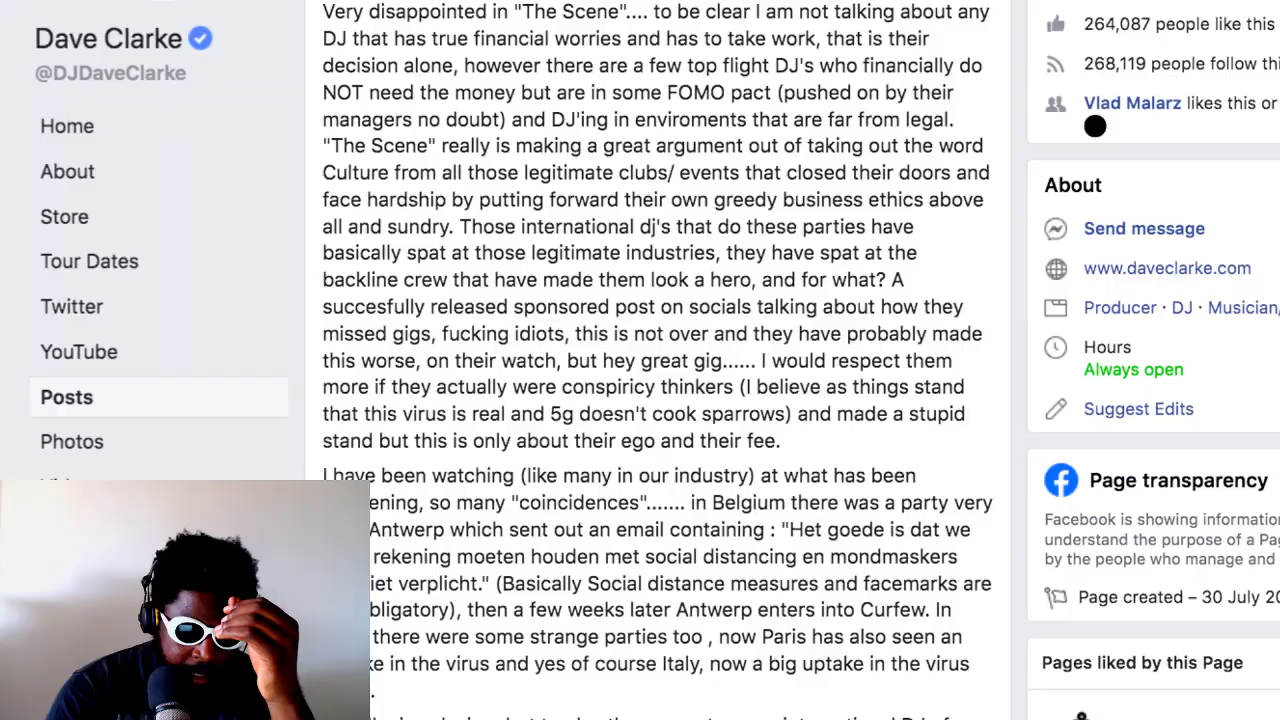 Dave Clarke
@DJDaveClarke
Home
About
Store
Tour Dates
Twitter
YouTube
Posts
Photos
Very disappointed in "The Scene".... to be clear I am not talking about any
DJ that has true financial worries and has to take work, that is their
decision alone, however there are a few top flight DJ's who financially do
NOT need the money but are in some FOMO pact (pushed on by their
managers no doubt) and DJ'ing in enviroments that are far from legal.
"The Scene" really is making a great argument out of taking out the word
Culture from all those legitimate clubs/ events that closed their doors and
face hardship by putting forward their own greedy business ethics above
all and sundry. Those international dj's that do these parties have
basically spat at those legitimate industries, they have spat at the
backline crew that have made them look a hero, and for what? A
succesfully released sponsored post on socials talking about how they
missed gigs, fucking idiots, this is not over and they have probably made
this worse, on their watch, but hey great gig...... I would respect them
more if they actually were conspiricy thinkers (I believe as things stand
that this virus is real and 5g doesn't cook sparrows) and made a stupid
stand but this is only about their ego and their fee.
I have been watching (like many in our industry) at what has been
ening, so many "coincidences"....... in Belgium there was a party very
Antwerp which sent out an email containing : "Het goede is dat we
rekening moeten houden met social distancing en mondmaskers
iet verplicht." (Basically Social distance measures and facemarks are
bligatory), then a few weeks later Antwerp enters into Curfew. In
there were some strange parties too , now Paris has also seen an
ke in the virus and yes of course Italy, now a big uptake in the virus
264,087 people like this
268,119 people follow thi
Vlad Malarz likes this or
About
Send message
www.daveclarke.com
Producer · DJ · Musician/
Hours
Always open
Suggest Edits
Page transparency
Facebook is showing information
understand the purpose of a Pag
by the people who manage and
Page created – 30 July 20
Pages liked by this Page